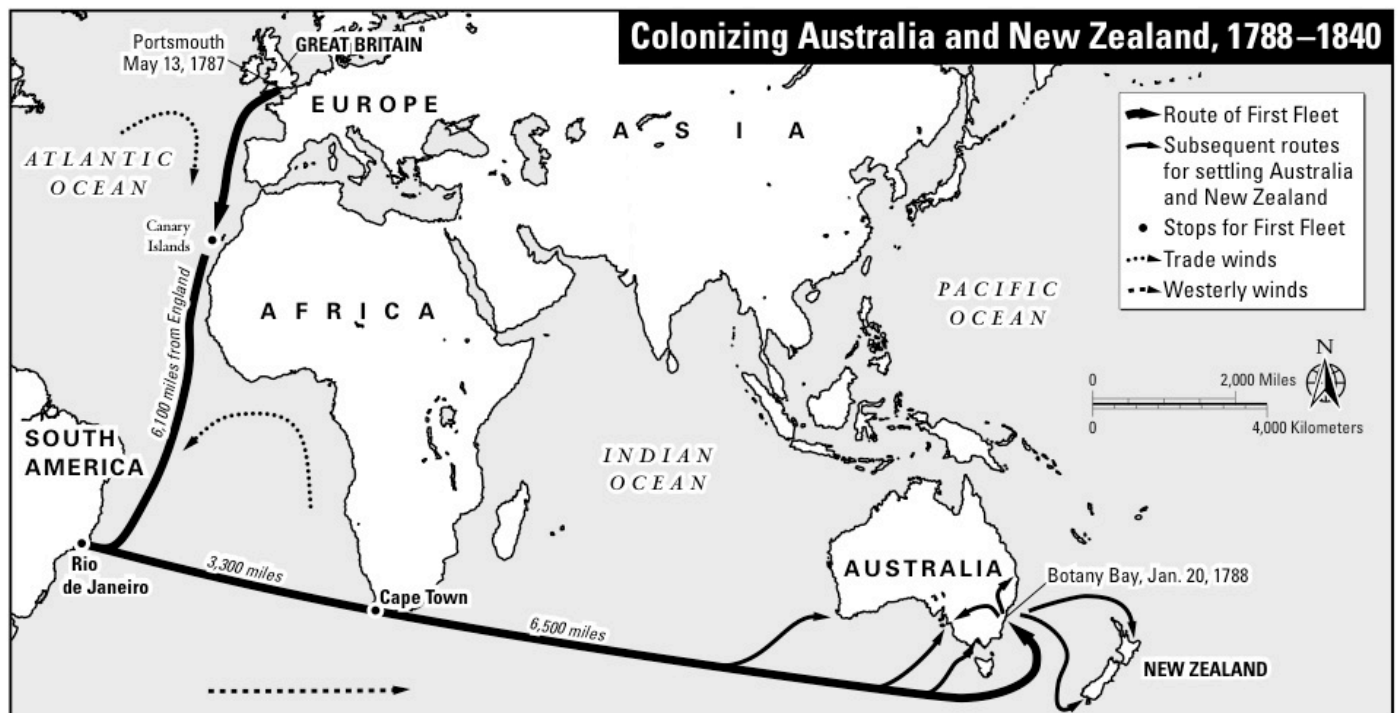 Colonizing Australia and New Zealand, 1788–1840
Portsmouth
May 13, 1787
GREAT BRITAIN
EUROPE
ASIA
ATLANTIC
OCEAN
Canary
Islands
6,100 miles from England
AFRICA
SOUTH
AMERICA
Rio
de Janeiro
3,300 miles
Cape Town
6,500 miles
INDIAN
OCEAN
PACIFIC
OCEAN
AUSTRALIA
Botany Bay, Jan. 20, 1788
NEW ZEALAND
Route of First Fleet
Subsequent routes
for settling Australia
and New Zealand
Stops for First Fleet
Trade winds
Westerly winds
N
0 2,000 Miles
0 4,000 Kilometers